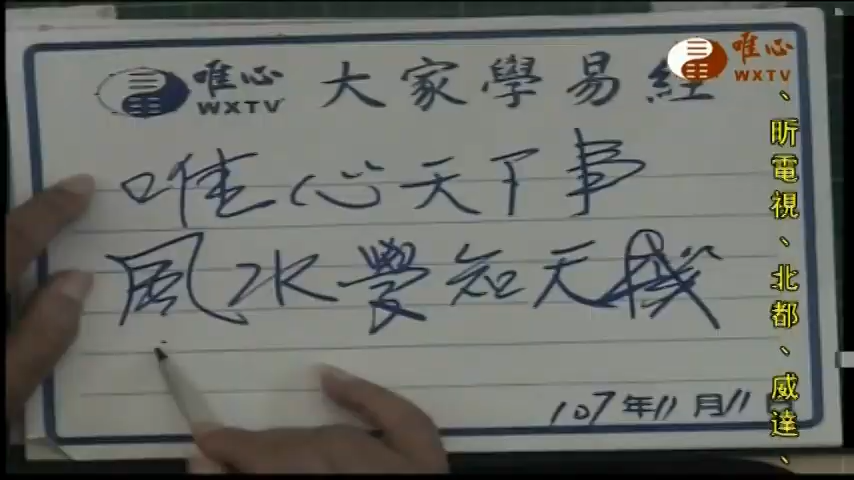 唯心
WXTV
大家學易經
唯心
WXTV
唯心天下事
風水學知天機
107年11月11日
、昕電視、北都、威達、